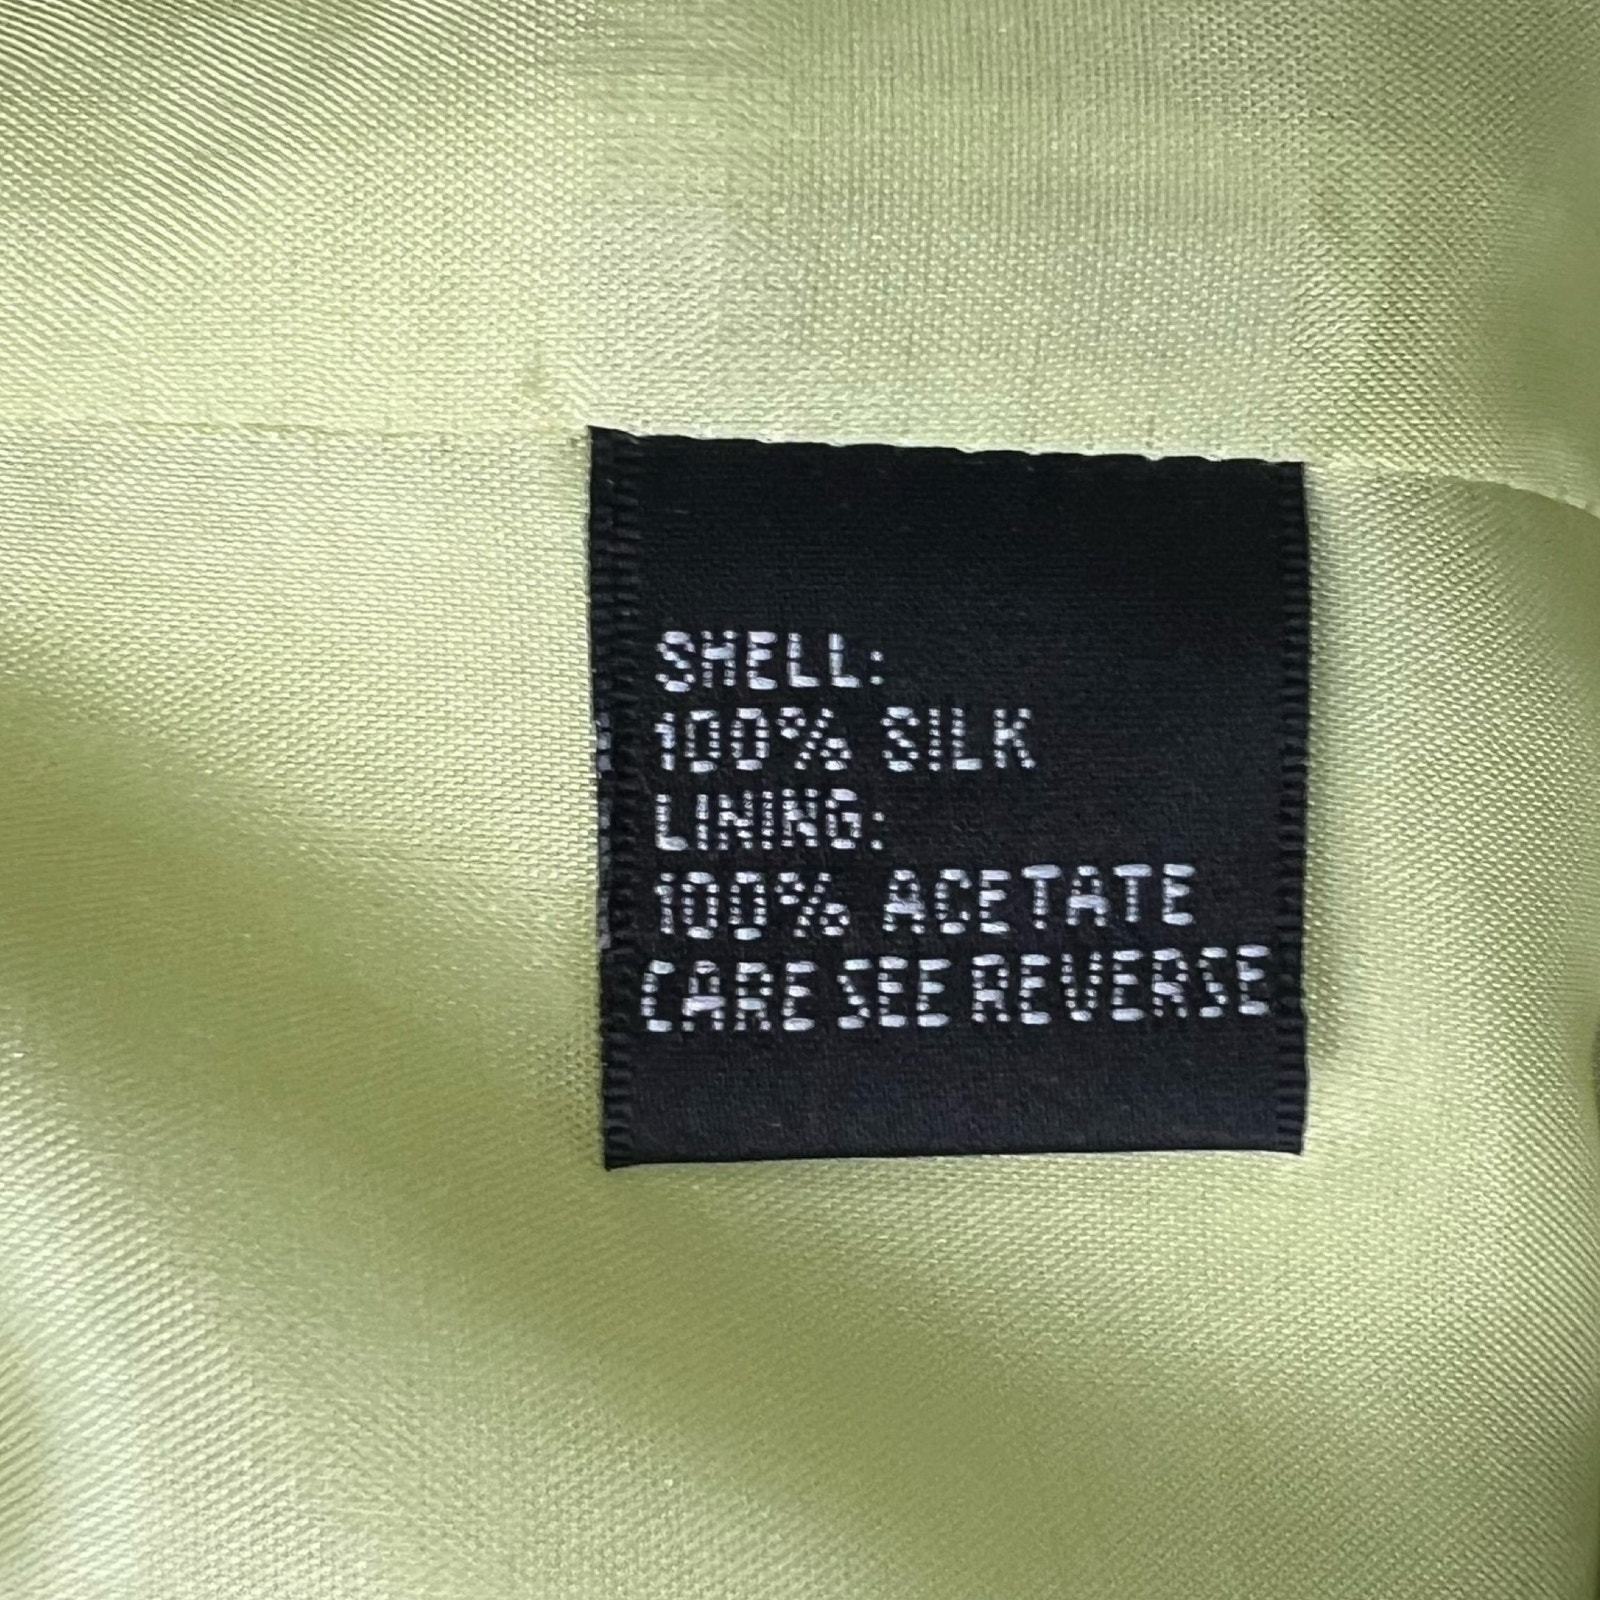 SHELL:
100% SILK
LINING:
100% ACETATE
CARE SEE REVERSE